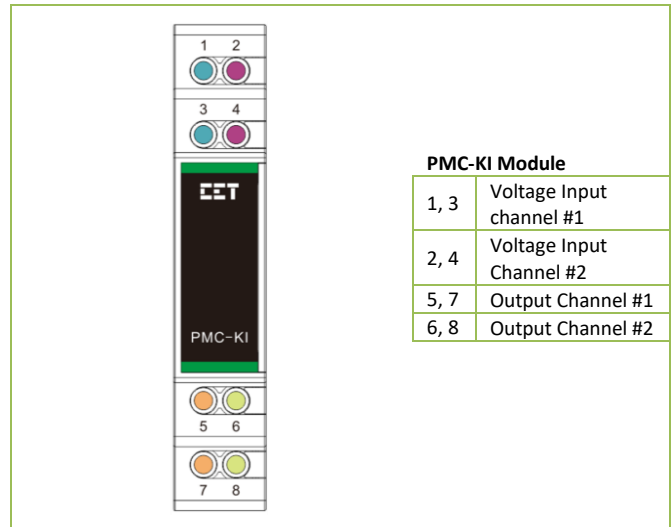 1 2
3 4
CET
PMC-KI
5 6
7 8
PMC-KI Module
1, 3 Voltage Input
channel #1
2, 4 Voltage Input
Channel #2
5, 7 Output Channel #1
6, 8 Output Channel #2